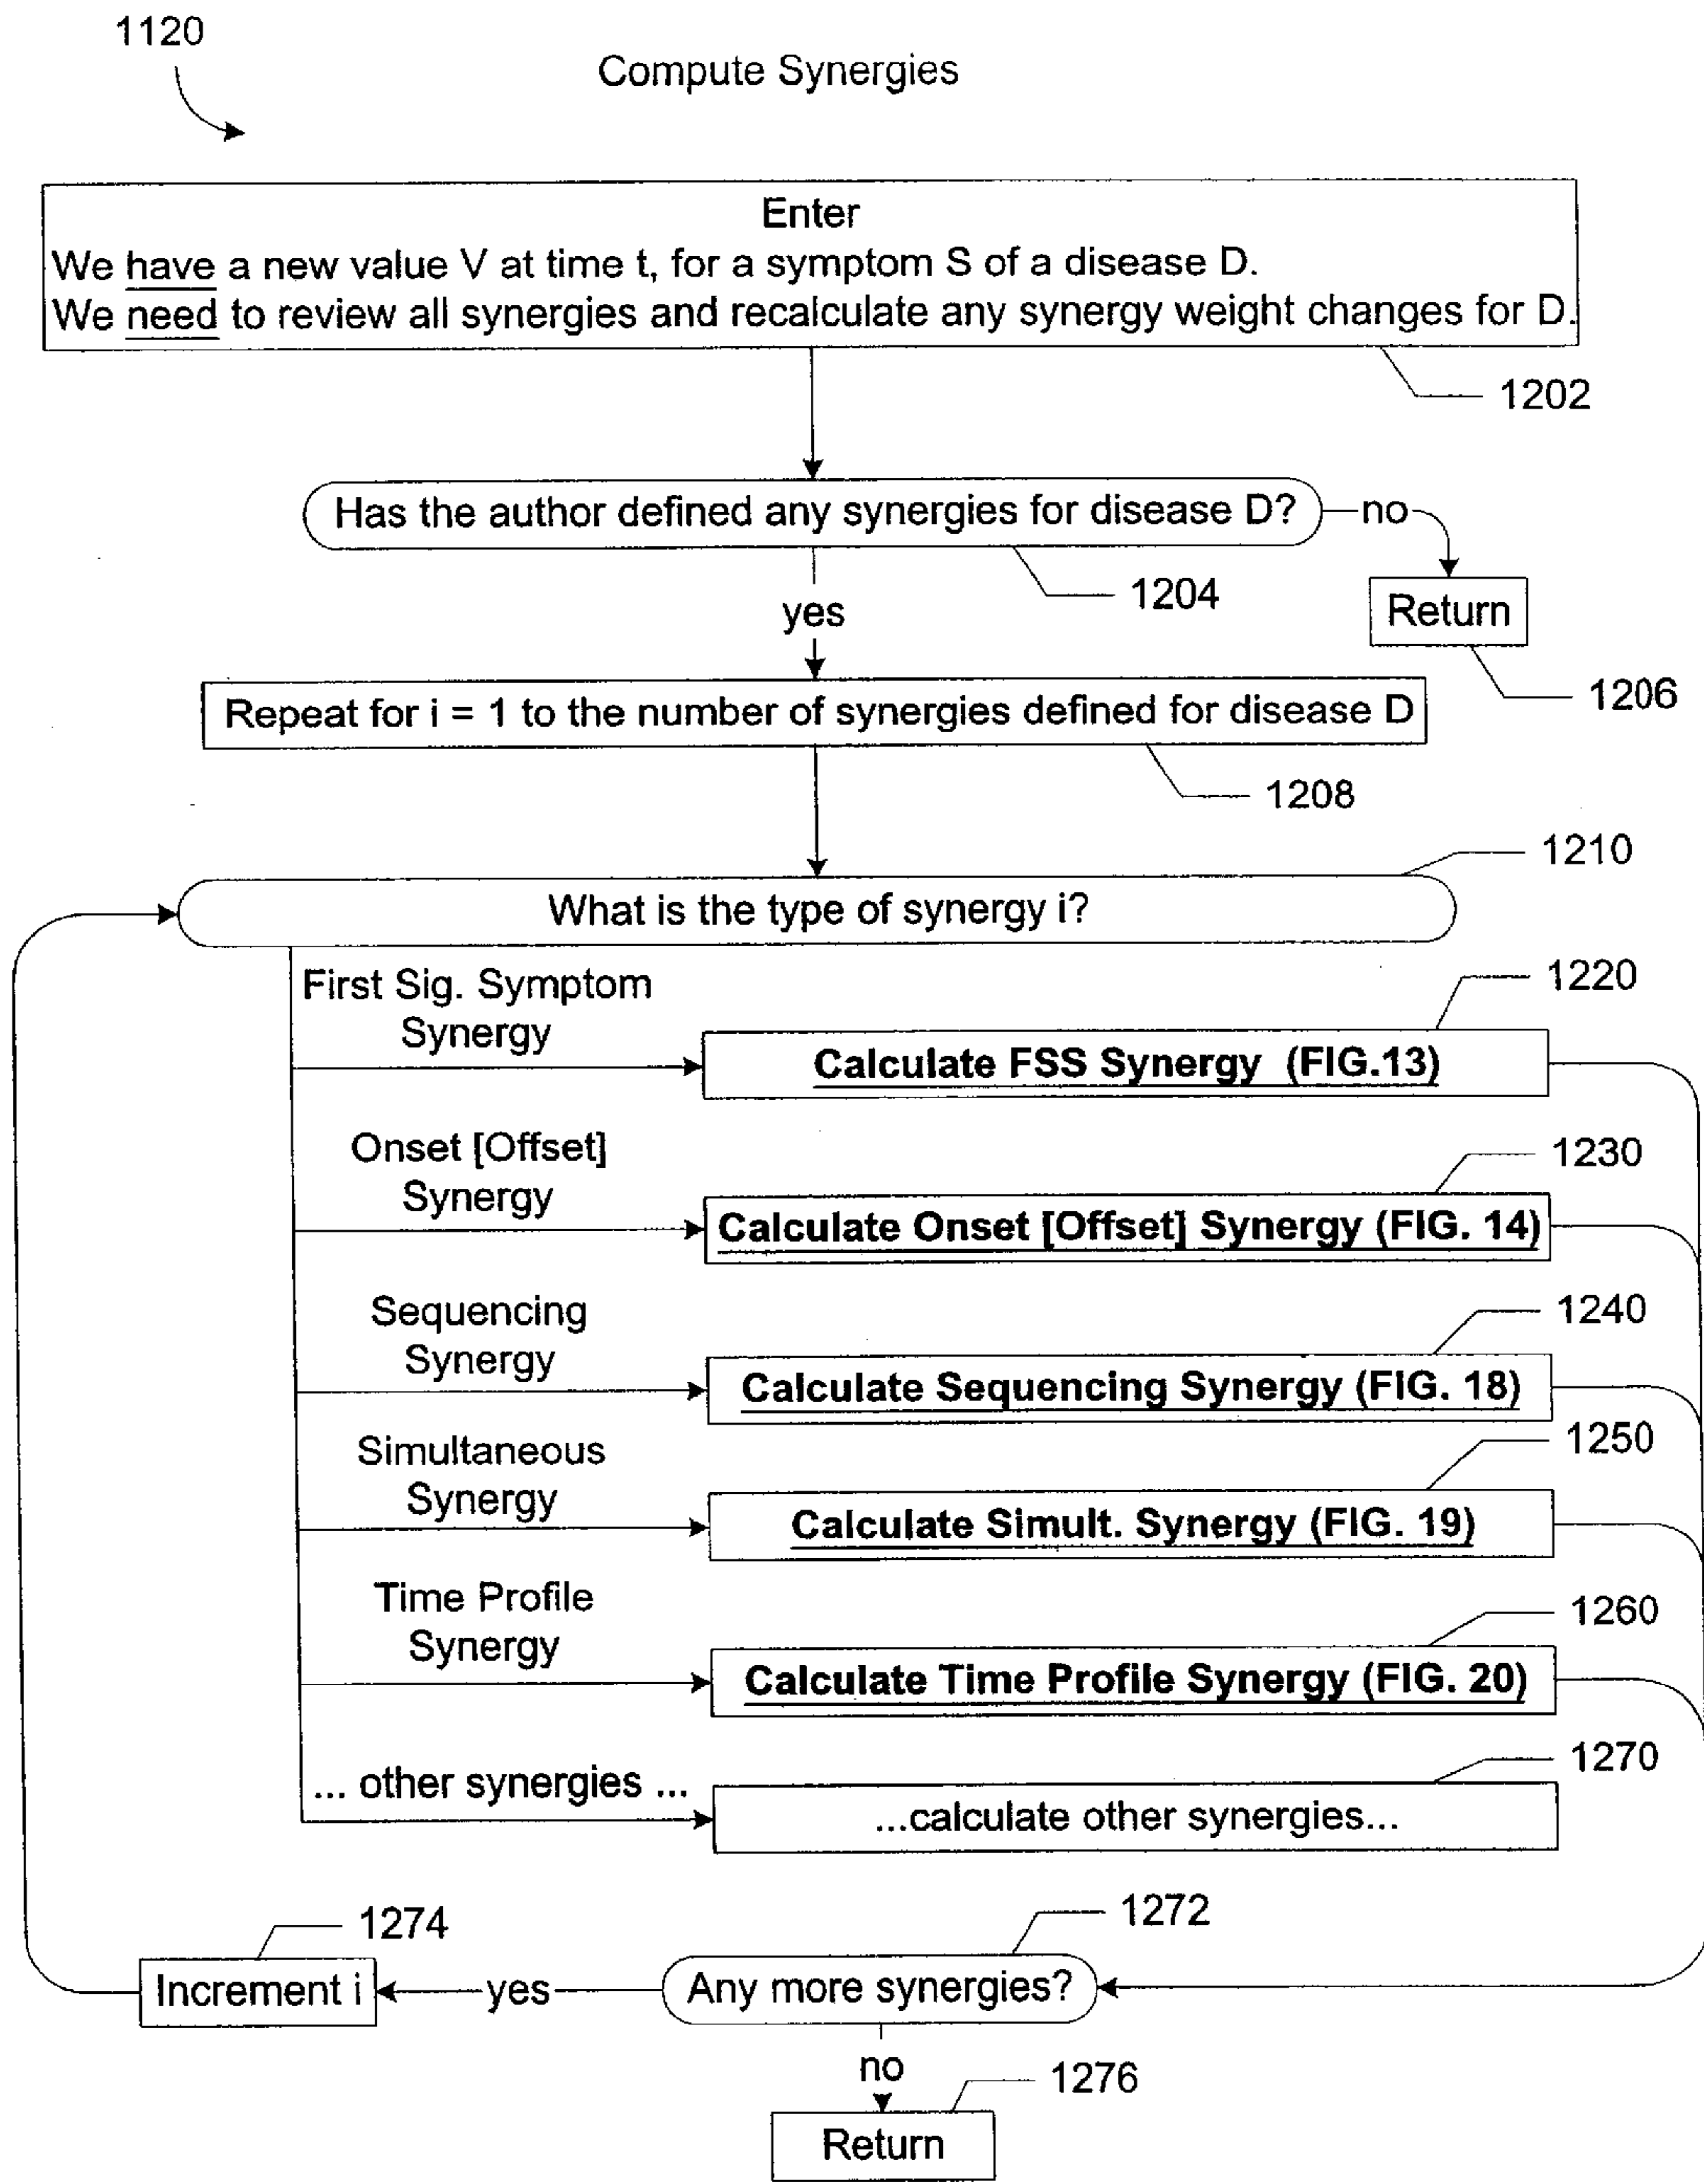 1120
Compute Synergies
Enter
We have a new value V at time t, for a symptom S of a disease D.
We need to review all synergies and recalculate any synergy weight changes for D.
1202
Has the author defined any synergies for disease D?
no
1204
yes
Return
1206
Repeat for i = 1 to the number of synergies defined for disease D
1208
1210
What is the type of synergy i?
First Sig. Symptom
Synergy
1220
Calculate FSS Synergy (FIG.13)
Onset [Offset]
Synergy
1230
Calculate Onset [Offset] Synergy (FIG. 14)
Sequencing
Synergy
1240
Calculate Sequencing Synergy (FIG. 18)
Simultaneous
Synergy
1250
Calculate Simult. Synergy (FIG. 19)
Time Profile
Synergy
1260
Calculate Time Profile Synergy (FIG. 20)
... other synergies ...
1270
...calculate other synergies...
1274
Increment i
yes
1272
Any more synergies?
no
1276
Return